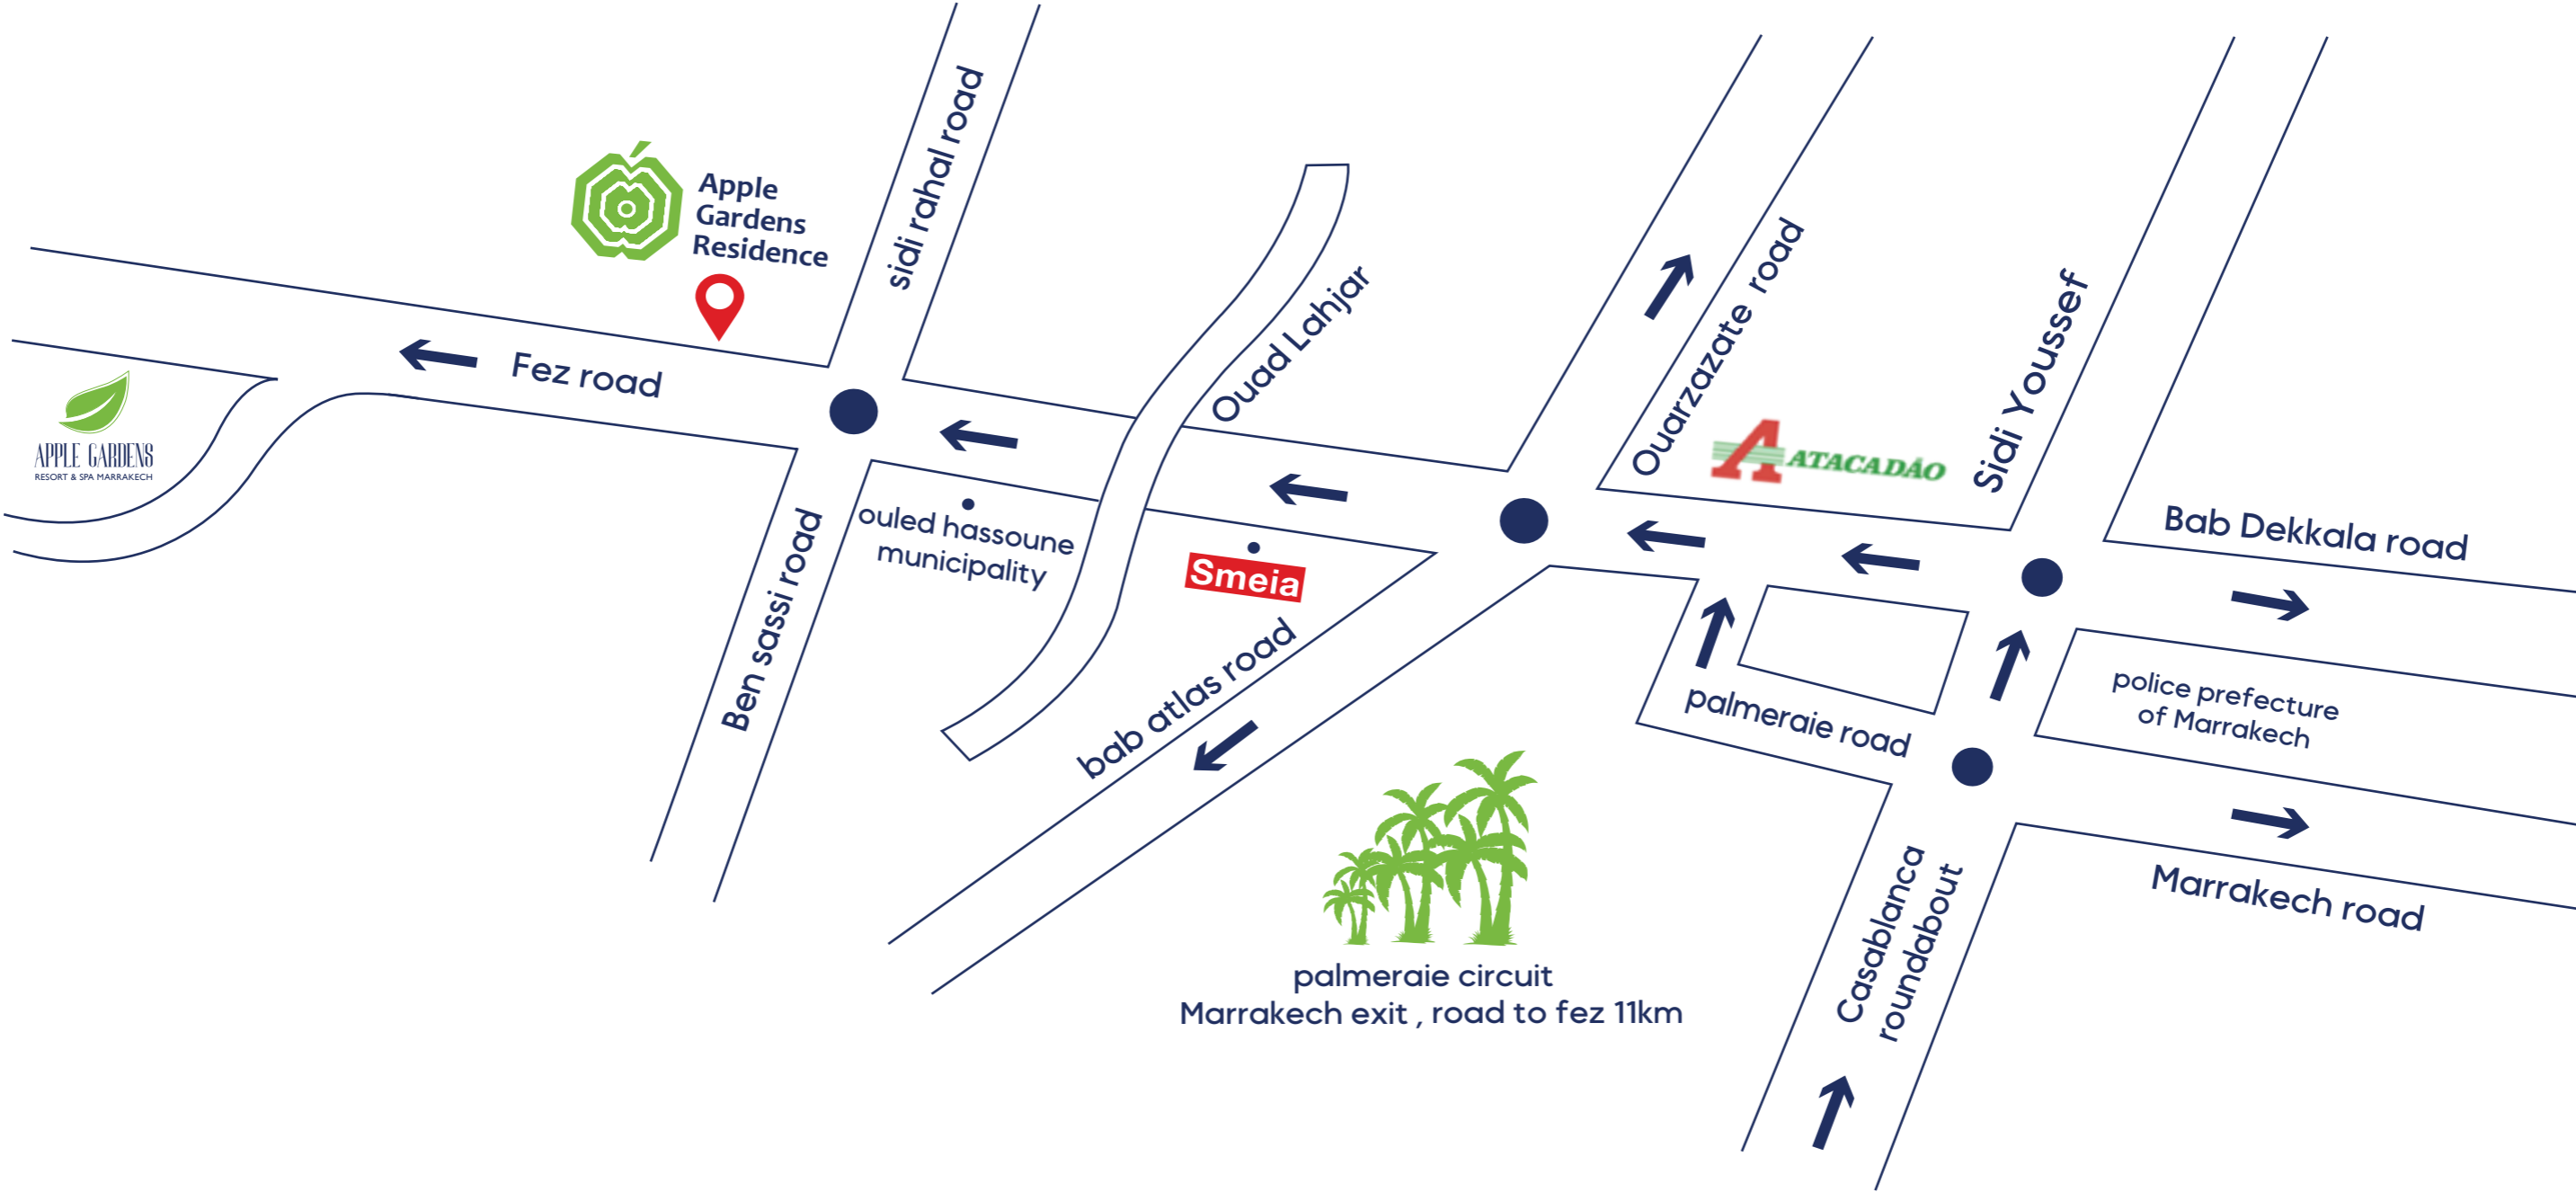 sidi rahal road
Apple
Gardens
Residence
Ouad Lahjar
Ouarzazate road
Sidi Youssef
Fez road
ATACADÃO
APPLE GARDENS
RESORT & SPA MARRAKECH
Bab Dekkala road
ouled hassoune
municipality
Smeia
Ben sassi road
bab atlas road
palmeraie road
police prefecture
of Marrakech
Marrakech road
Casablanca
roundabout
palmeraie circuit
Marrakech exit , road to fez 11km